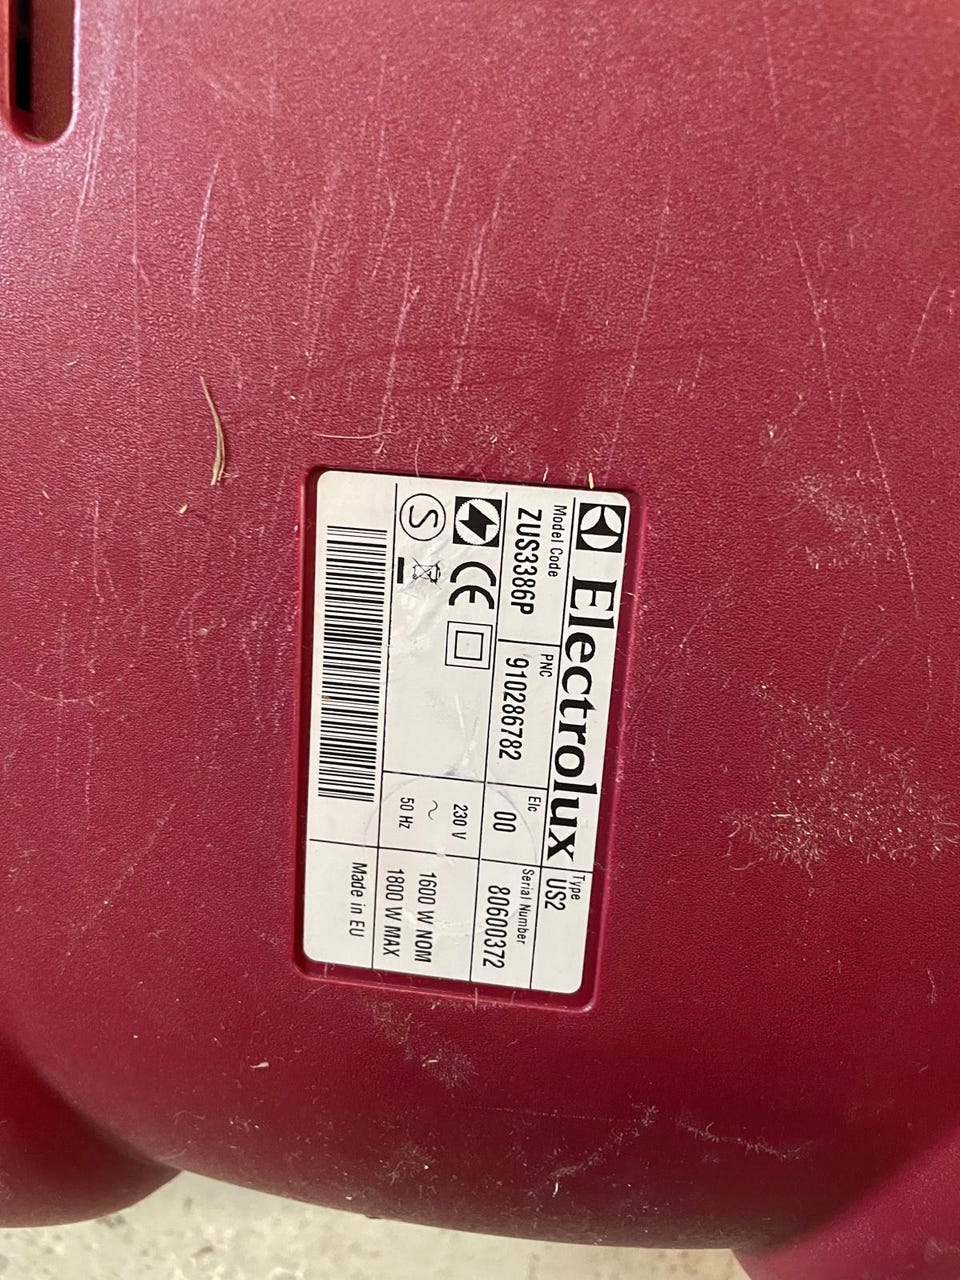 Electrolux
Type
US2
Model Code
ZUS3386P
PNC
910286782
Elc
00
Serial Number
80600372
S
CE
230 V
~
50 Hz
1600 W NOM
1800 W MAX
Made in EU